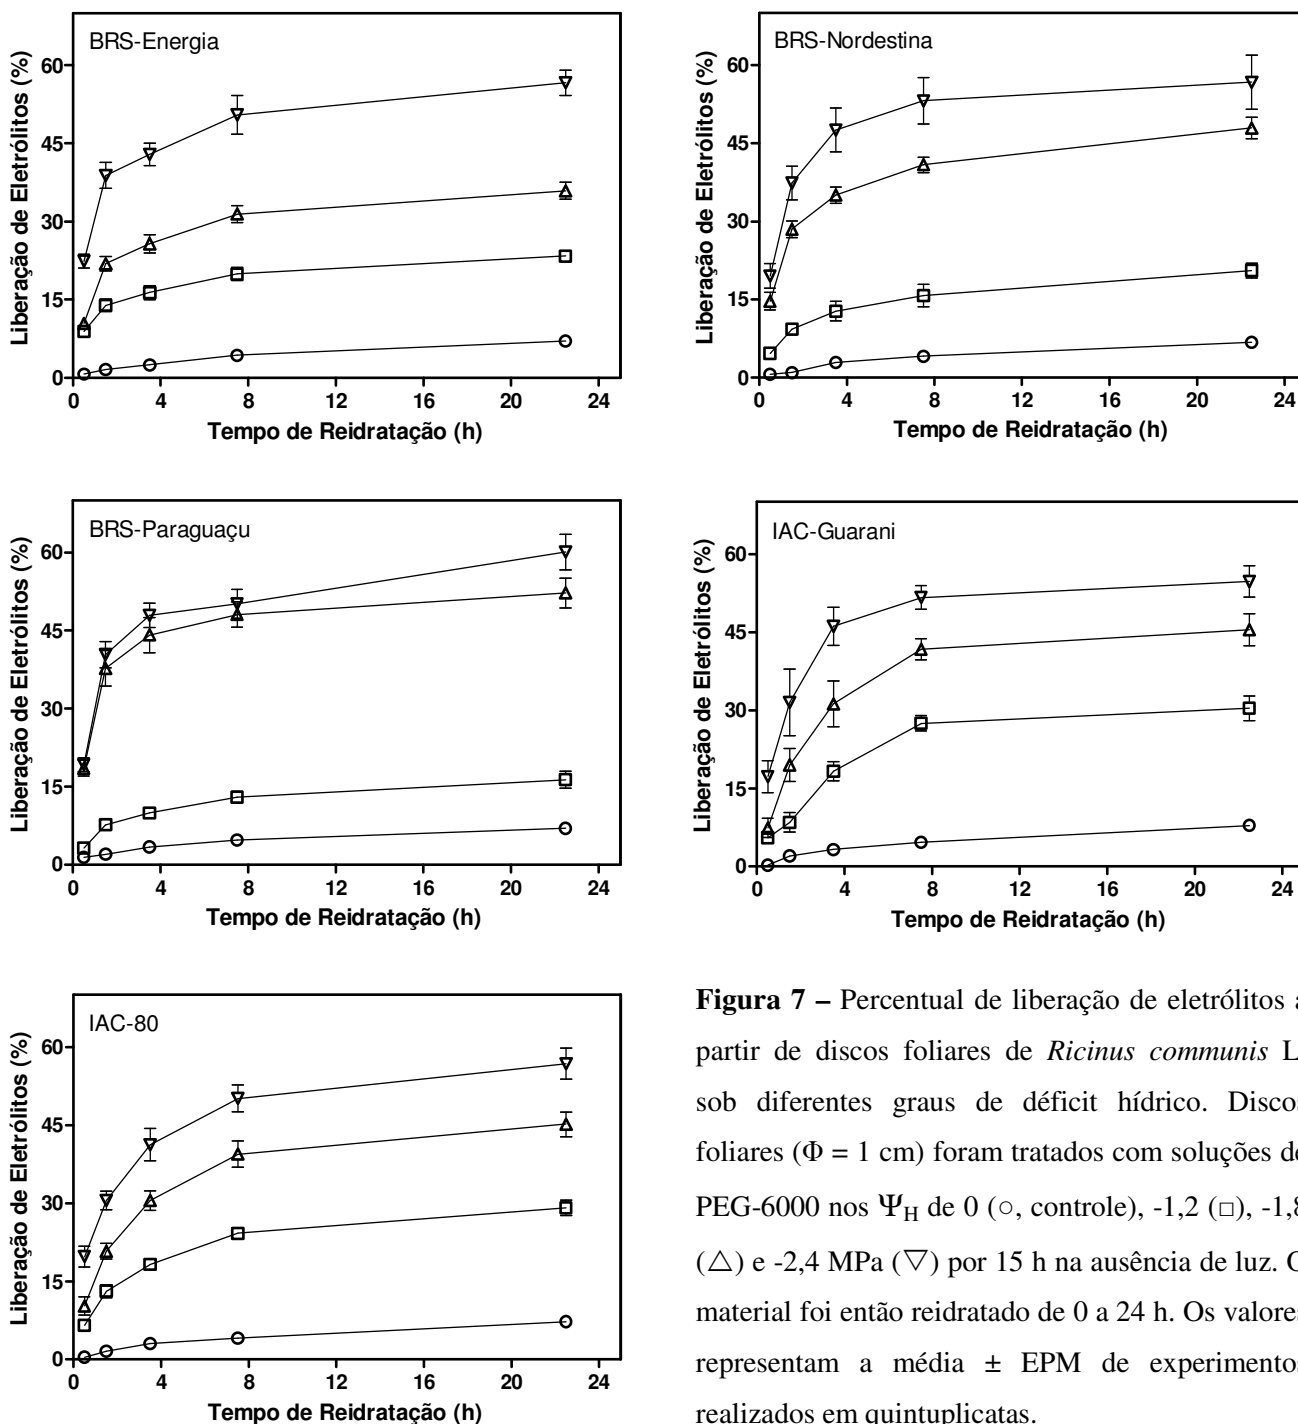 BRS-Energia
Liberação de Eletrólitos (%)
60
45
30
15
0
0 4 8 12 16 20 24
Tempo de Reidratação (h)
BRS-Nordestina
Liberação de Eletrólitos (%)
60
45
30
15
0
0 4 8 12 16 20 24
Tempo de Reidratação (h)
BRS-Paraguaçu
Liberação de Eletrólitos (%)
60
45
30
15
0
0 4 8 12 16 20 24
Tempo de Reidratação (h)
IAC-Guarani
Liberação de Eletrólitos (%)
60
45
30
15
0
0 4 8 12 16 20 24
Tempo de Reidratação (h)
IAC-80
Liberação de Eletrólitos (%)
60
45
30
15
0
0 4 8 12 16 20 24
Tempo de Reidratação (h)
Figura 7 – Percentual de liberação de eletrólitos a
partir de discos foliares de Ricinus communis L
sob diferentes graus de déficit hídrico. Discos
foliares (Φ = 1 cm) foram tratados com soluções de
PEG-6000 nos ΨH de 0 (○, controle), -1,2 (□), -1,8
(△) e -2,4 MPa (▽) por 15 h na ausência de luz. O
material foi então reidratado de 0 a 24 h. Os valores
representam a média ± EPM de experimentos
realizados em quintuplicatas.